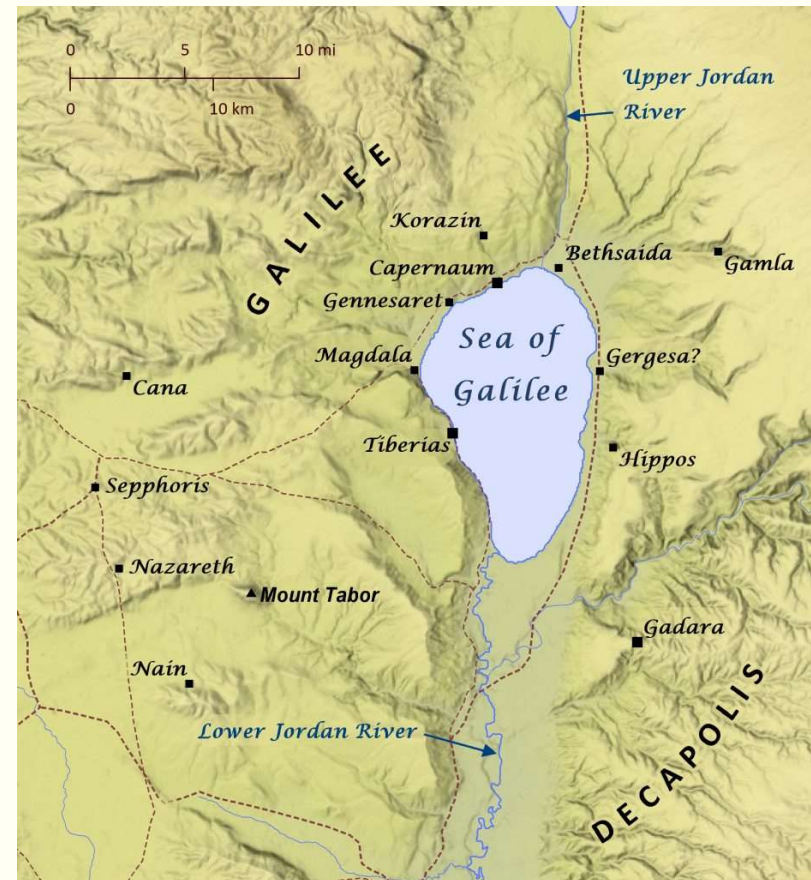 0 5 10 mi
0 10 km
Upper Jordan
River
GALILEE
Korazin
Bethsaida
Gamla
Capernaum
Gennesaret
Sea of
Galilee
Magdala
Gergesa?
Cana
Tiberias
Hippos
Sepphoris
Nazareth
Mount Tabor
Gadara
Nain
Lower Jordan River
DECAPOLIS